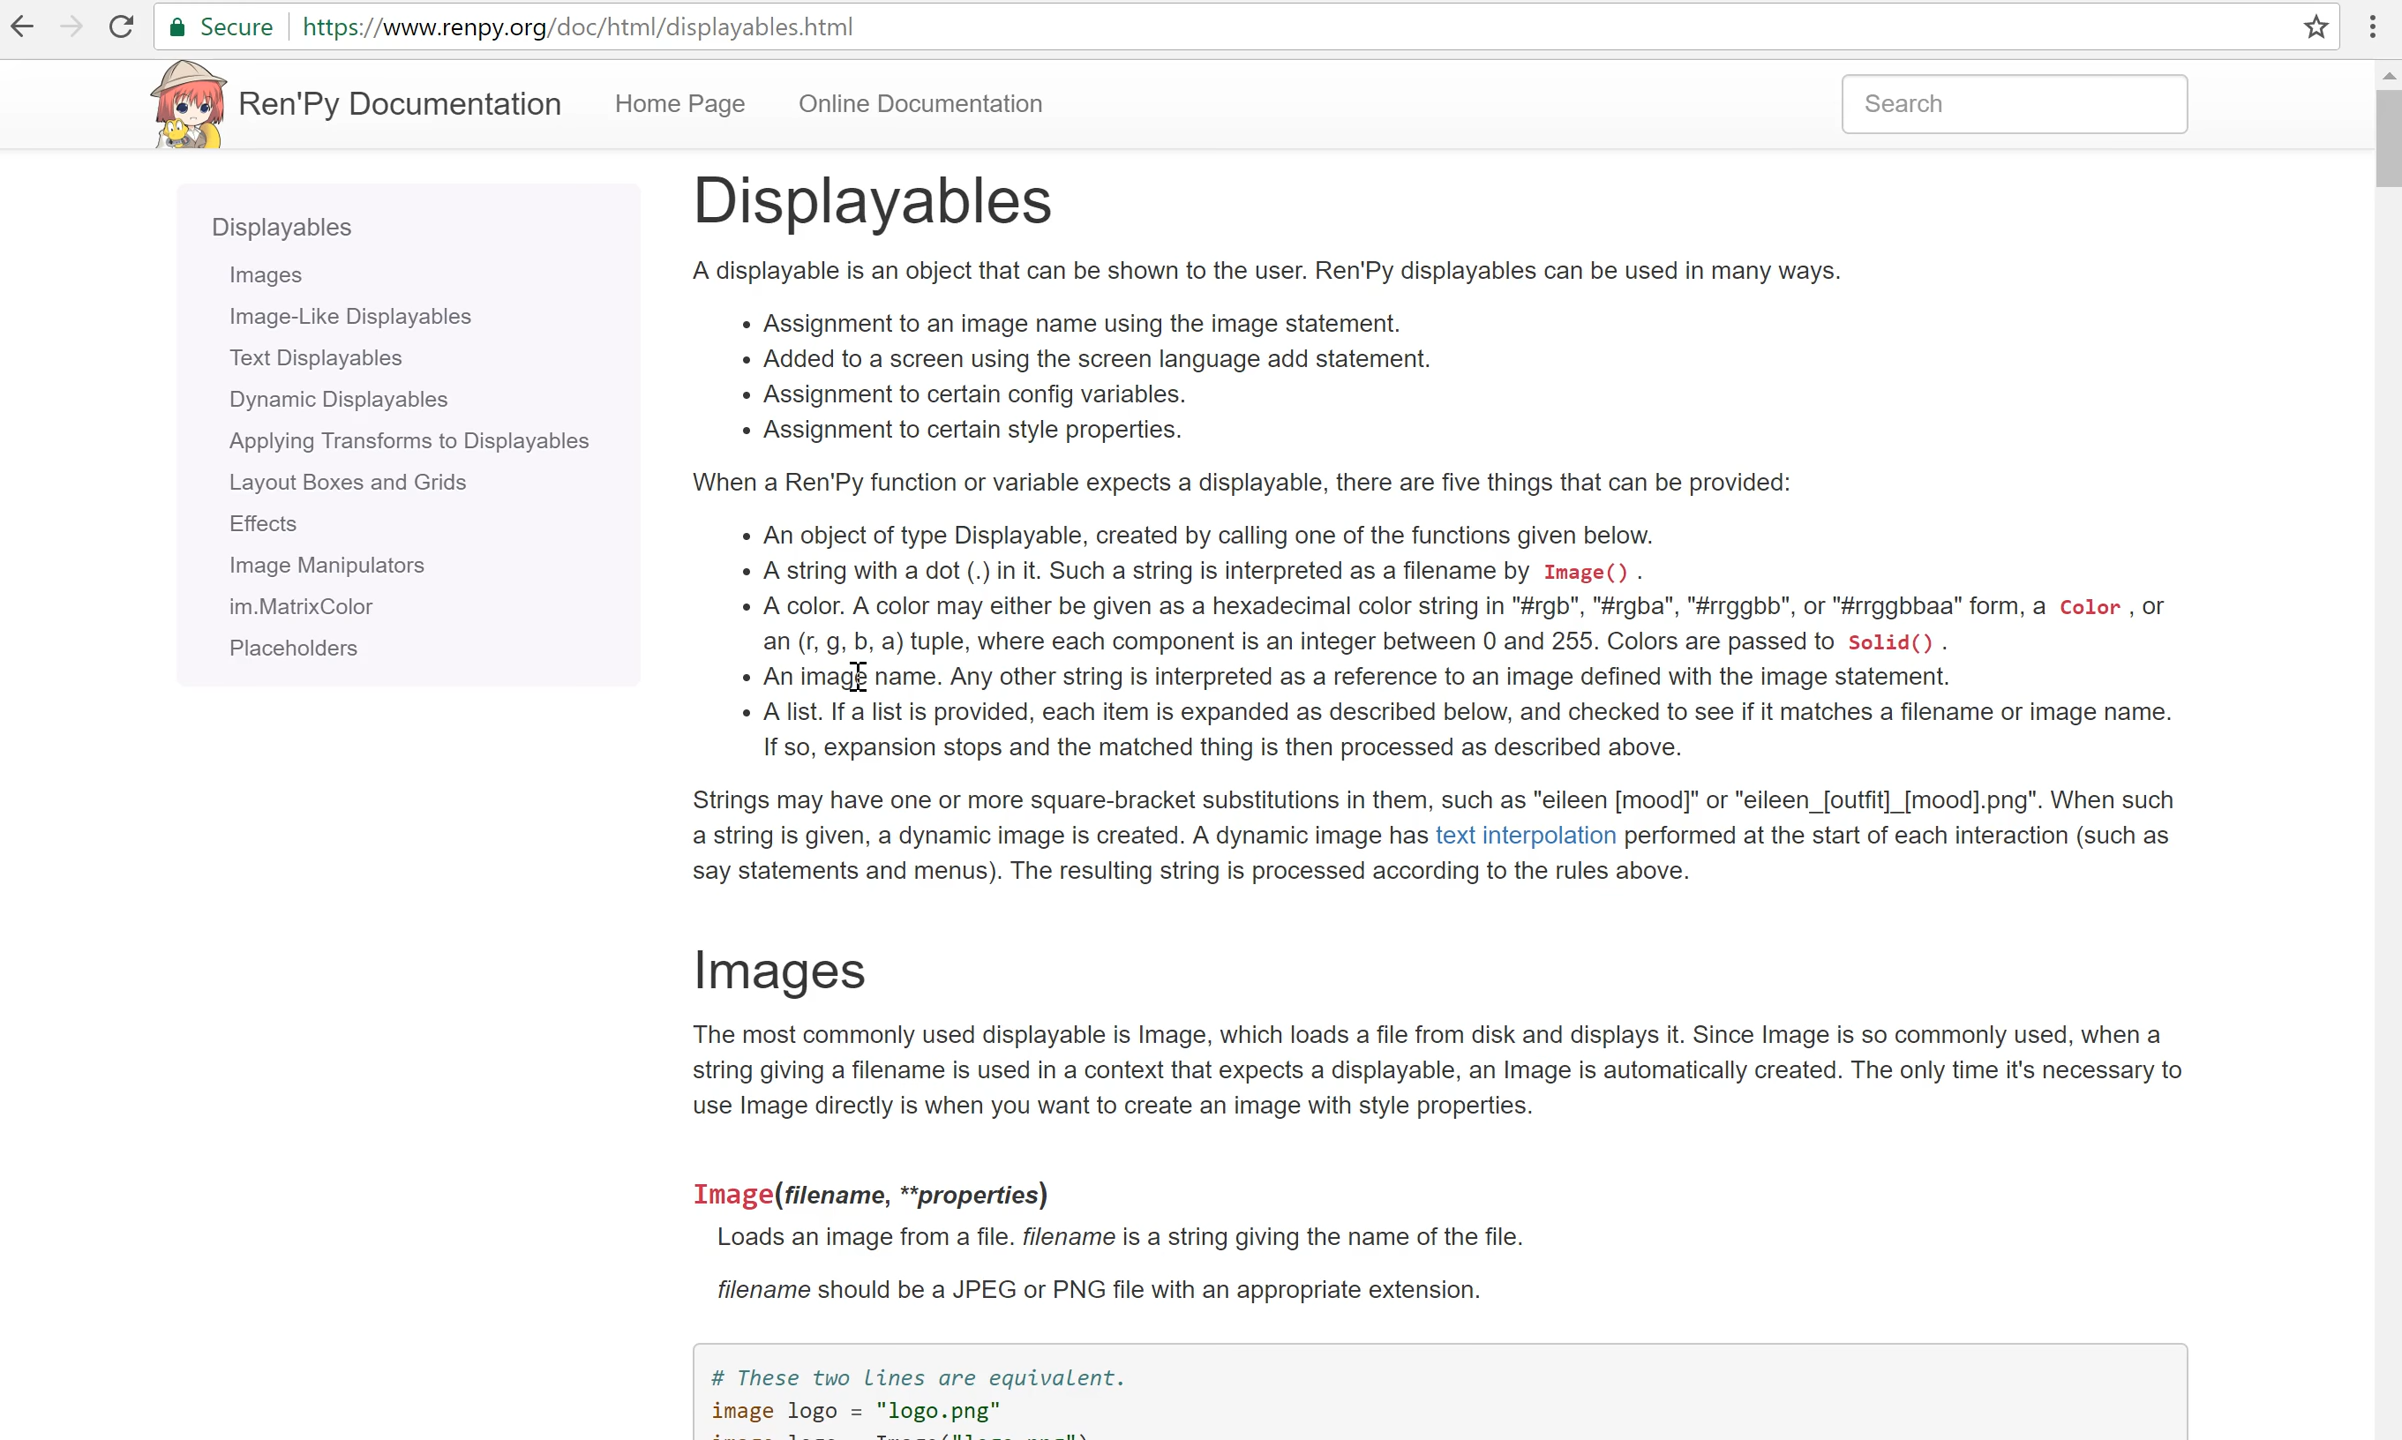 Secure https://www.renpy.org/doc/html/displayables.html
Ren'Py Documentation Home Page Online Documentation Search
Displayables
Images
Image-Like Displayables
Text Displayables
Dynamic Displayables
Applying Transforms to Displayables
Layout Boxes and Grids
Effects
Image Manipulators
im.MatrixColor
Placeholders
Displayables
A displayable is an object that can be shown to the user. Ren'Py displayables can be used in many ways.
• Assignment to an image name using the image statement.
• Added to a screen using the screen language add statement.
• Assignment to certain config variables.
• Assignment to certain style properties.
When a Ren'Py function or variable expects a displayable, there are five things that can be provided:
• An object of type Displayable, created by calling one of the functions given below.
• A string with a dot (.) in it. Such a string is interpreted as a filename by Image() .
• A color. A color may either be given as a hexadecimal color string in "#rgb", "#rgba", "#rrggbb", or "#rrggbbaa" form, a Color , or
an (r, g, b, a) tuple, where each component is an integer between 0 and 255. Colors are passed to Solid() .
• An image name. Any other string is interpreted as a reference to an image defined with the image statement.
• A list. If a list is provided, each item is expanded as described below, and checked to see if it matches a filename or image name.
If so, expansion stops and the matched thing is then processed as described above.
Strings may have one or more square-bracket substitutions in them, such as "eileen [mood]" or "eileen_[outfit]_[mood].png". When such
a string is given, a dynamic image is created. A dynamic image has text interpolation performed at the start of each interaction (such as
say statements and menus). The resulting string is processed according to the rules above.
Images
The most commonly used displayable is Image, which loads a file from disk and displays it. Since Image is so commonly used, when a
string giving a filename is used in a context that expects a displayable, an Image is automatically created. The only time it's necessary to
use Image directly is when you want to create an image with style properties.
Image(filename, **properties)
Loads an image from a file. filename is a string giving the name of the file.
filename should be a JPEG or PNG file with an appropriate extension.
# These two lines are equivalent.
image logo = "logo.png"
image logo = Image("logo.png")